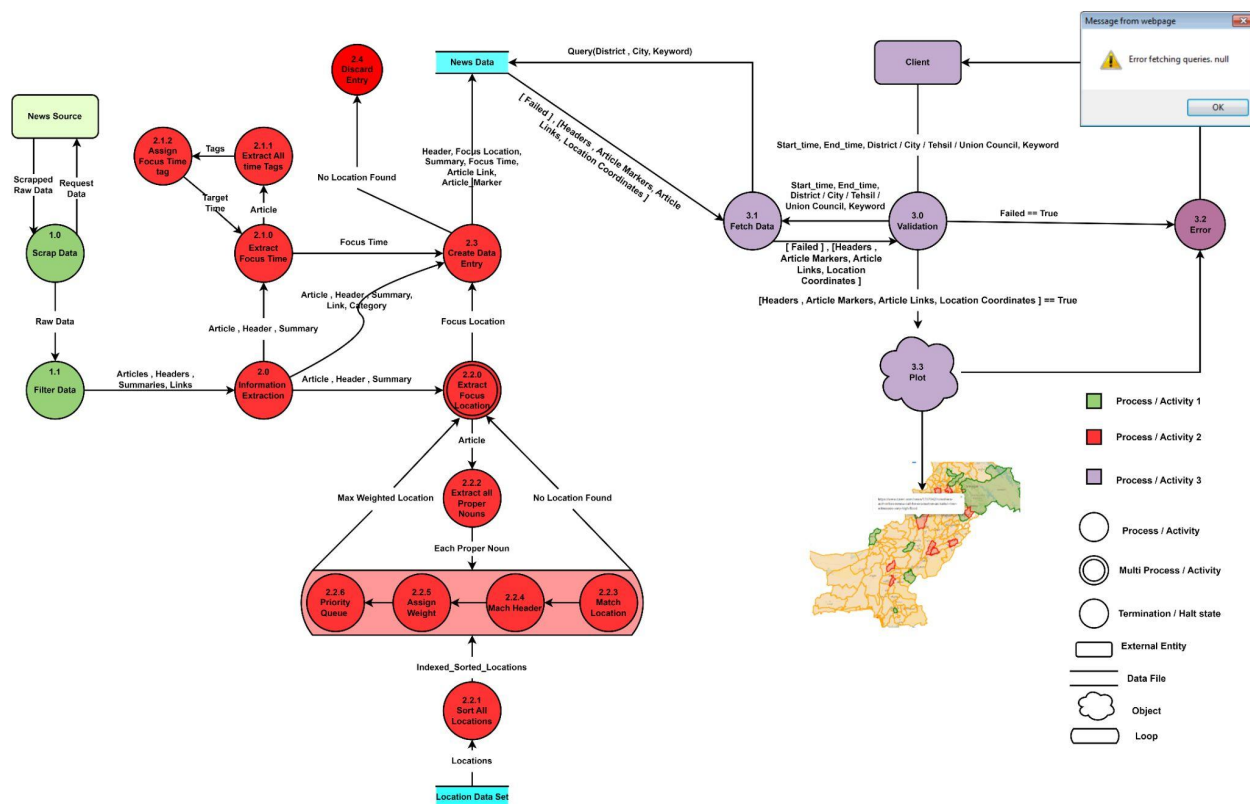 Message from webpage
Error fetching queries. null
OK
News Source
Scrapped
Raw Data
Request
Data
1.0
Scrap Data
Raw Data
1.1
Filter Data
Articles , Headers ,
Summaries, Links
2.0
Information
Extraction
Article , Header , Summary
2.1.0
Extract
Focus Time
Article
2.1.1
Extract All
time Tags
Tags
2.1.2
Assign
Focus Time
tag
Target
Time
Focus Time
Article , Header , Summary,
Link, Category
Article , Header , Summary
2.4
Discard
Entry
No Location Found
2.3
Create Data
Entry
Header, Focus Location,
Summary, Focus Time,
Article Link,
Article_Marker
News Data
Focus Location
2.2.0
Extract
Focus
Location
Article
2.2.2
Extract all
Proper
Nouns
Each Proper Noun
Max Weighted Location
No Location Found
2.2.6
Priority
Queue
2.2.5
Assign
Weight
2.2.4
Mach Header
2.2.3
Match
Location
Indexed_Sorted_Locations
2.2.1
Sort All
Locations
Locations
Location Data Set
Query(District , City, Keyword)
[ Failed ] , [Headers , Article Markers, Article
Links, Location Coordinates ]
3.1
Fetch Data
Start_time, End_time,
District / City / Tehsil /
Union Council, Keyword
[ Failed ] , [Headers ,
Article Markers, Article
Links, Location
Coordinates ]
Client
Start_time, End_time, District / City / Tehsil / Union Council, Keyword
3.0
Validation
Failed == True
3.2
Error
[Headers , Article Markers, Article Links, Location Coordinates ] == True
3.3
Plot
Process / Activity 1
Process / Activity 2
Process / Activity 3
Process / Activity
Multi Process / Activity
Termination / Halt state
External Entity
Data File
Object
Loop